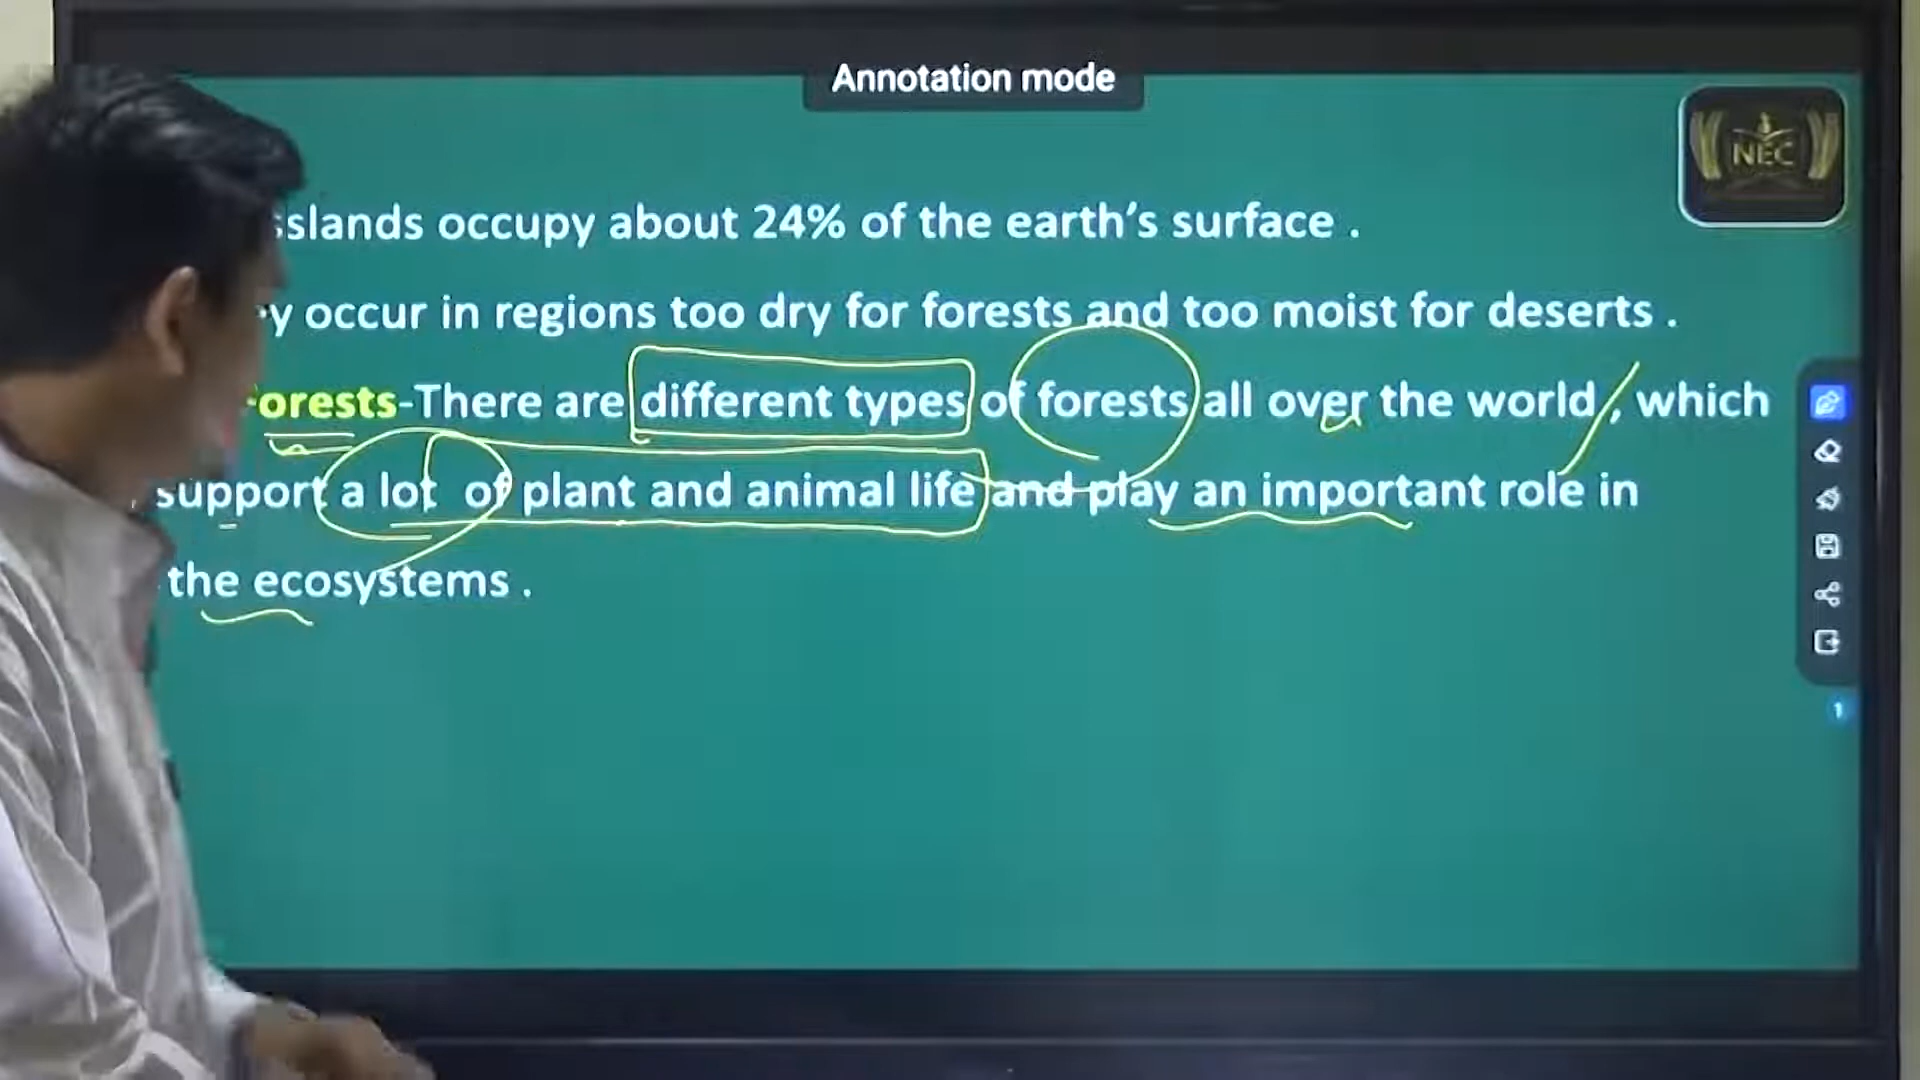 Annotation mode
NEC
sslands occupy about 24% of the earth's surface .
y occur in regions too dry for forests and too moist for deserts .
orests-There are different types of forests all over the world , which
support a lot of plant and animal life and play an important role in
the ecosystems .
1